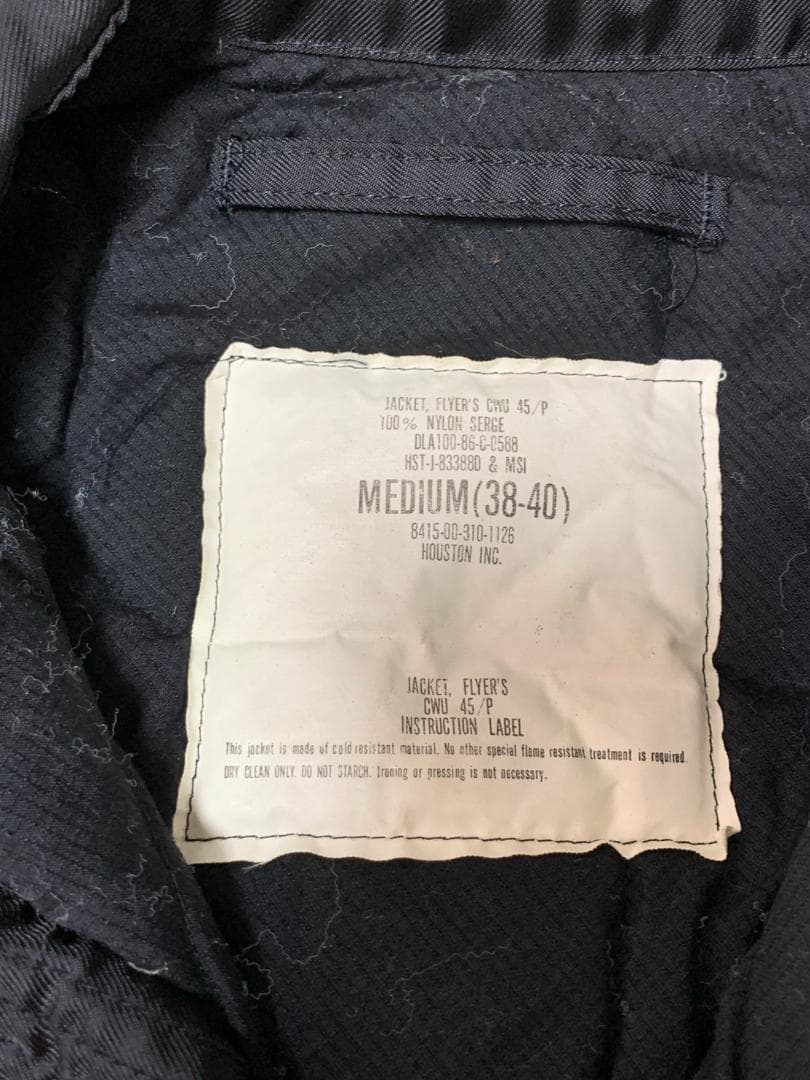 JACKET, FLYER'S CWU 45/P
100% NYLON SERGE
DLA100-86-C-0588
HST-J-83388D & MSI
MEDIUM(38-40)
8415-00-310-1126
HOUSTON INC.
JACKET, FLYER'S
CWU 45/P
INSTRUCTION LABEL
This jacket is made of cold resistant material. No other special flame resistant treatment is required.
DRY CLEAN ONLY. DO NOT STARCH. Ironing or pressing is not necessary.